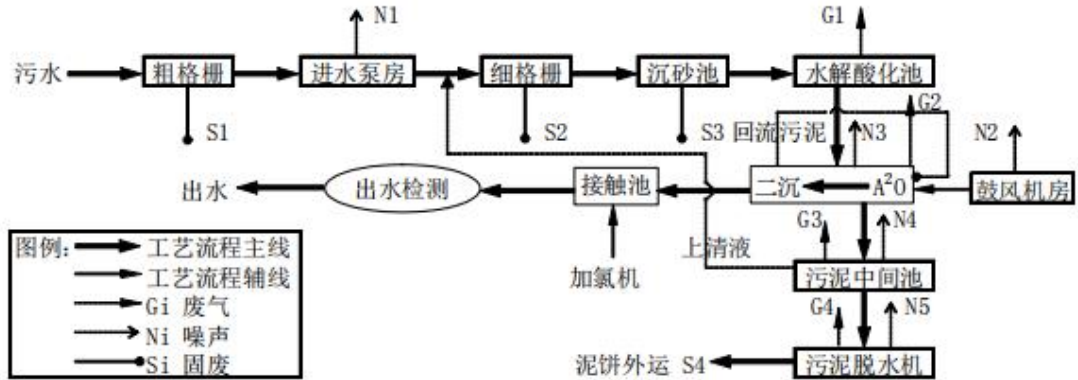 N1
G1
污水
粗格栅
进水泵房
细格栅
沉砂池
水解酸化池
S1
S2
S3
回流污泥
N3
G2
N2
出水
出水检测
接触池
二沉
A²O
鼓风机房
加氯机
上清液
G3
N4
污泥中间池
G4
N5
泥饼外运 S4
污泥脱水机
图例:
工艺流程主线
工艺流程辅线
Gi 废气
Ni 噪声
Si 固废